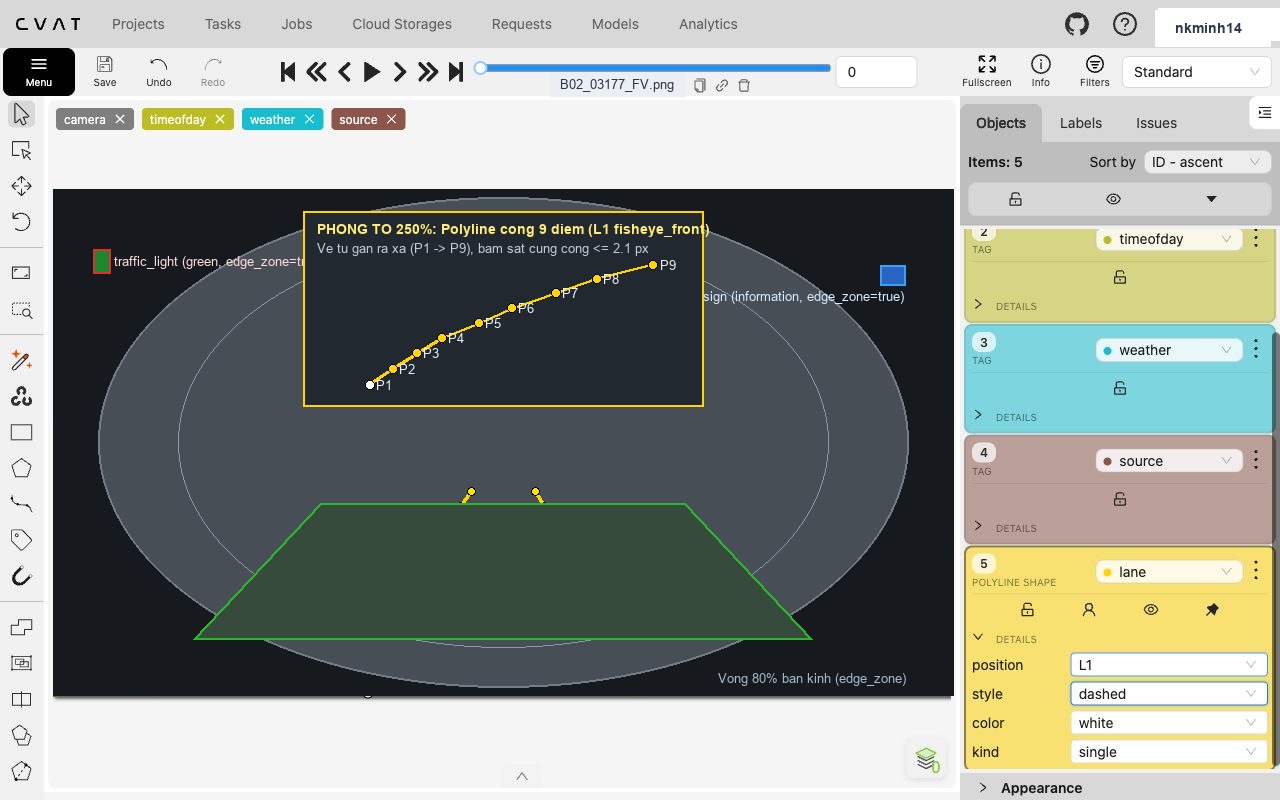 CVAT Projects Tasks Jobs Cloud Storages Requests Models Analytics nkminh14
Menu Save Undo Redo B02_03177_FV.png 0 Fullscreen Info Filters Standard
camera timeofday weather source
Objects Labels Issues
Items: 5 Sort by ID - ascent
PHONG TO 250%: Polyline cong 9 diem (L1 fisheye_front)
Ve tu gan ra xa (P1 -> P9), bam sat cung cong <= 2.1 px
traffic_light (green, edge_zone=tr
sign (information, edge_zone=true)
P9
P8
P7
P6
P5
P4
P3
P2
P1
Vong 80% ban kinh (edge_zone)
0
2 timeofday
TAG
DETAILS
3 weather
TAG
DETAILS
4 source
TAG
DETAILS
5 lane
POLYLINE SHAPE
DETAILS
position L1
style dashed
color white
kind single
Appearance